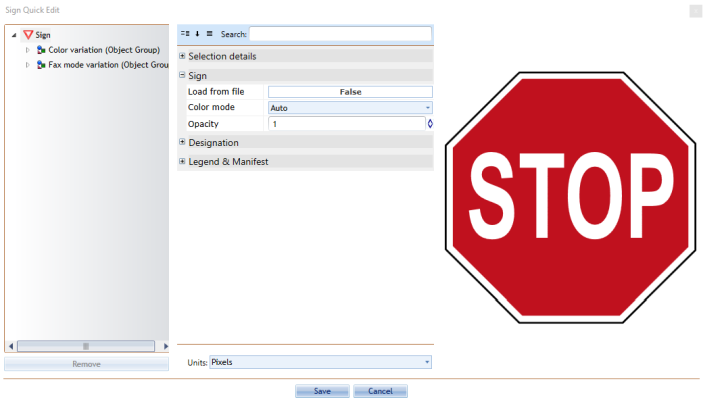 Sign Quick Edit
Sign
Color variation (Object Group)
Fax mode variation (Object Grou
Remove
Search:
Selection details
Sign
Load from file False
Color mode Auto
Opacity 1
Designation
Legend & Manifest
Units: Pixels
STOP
Save Cancel